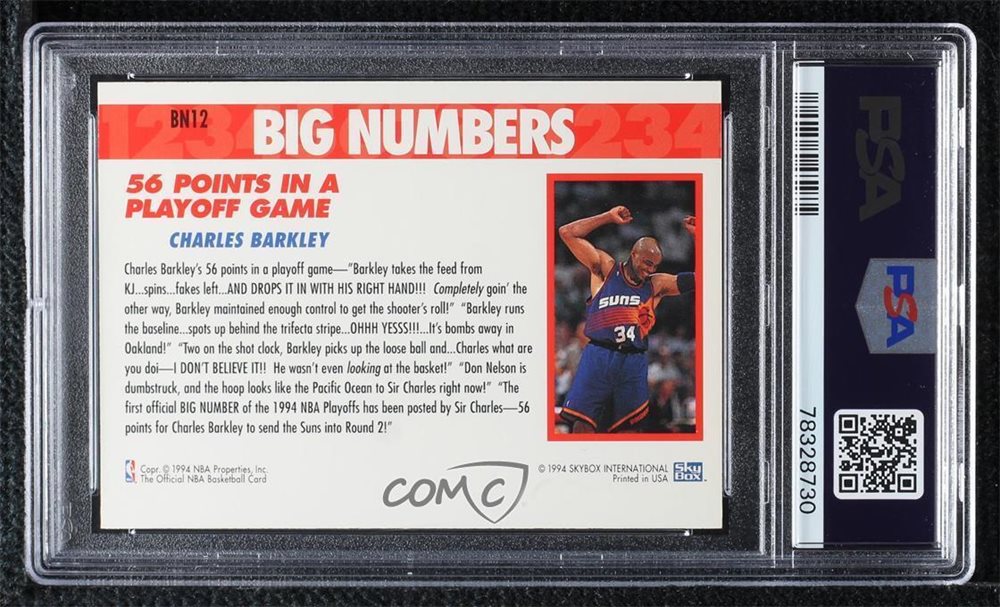 BN12
BIG NUMBERS
1234
234
56 POINTS IN A
PLAYOFF GAME
CHARLES BARKLEY
Charles Barkley's 56 points in a playoff game—"Barkley takes the feed from
KJ...spins...fakes left...AND DROPS IT IN WITH HIS RIGHT HAND!!! Completely goin' the
other way, Barkley maintained enough control to get the shooter's roll!" "Barkley runs
the baseline...spots up behind the trifecta stripe...OHHH YESSS!!!...It's bombs away in
Oakland!" "Two on the shot clock, Barkley picks up the loose ball and...Charles what are
you doi—I DON'T BELIEVE IT!! He wasn't even looking at the basket!" "Don Nelson is
dumbstruck, and the hoop looks like the Pacific Ocean to Sir Charles right now!" "The
first official BIG NUMBER of the 1994 NBA Playoffs has been posted by Sir Charles—56
points for Charles Barkley to send the Suns into Round 2!"
SUNS
34
Copr. © 1994 NBA Properties, Inc.
The Official NBA Basketball Card
COMC
© 1994 SKYBOX INTERNATIONAL
Printed in USA
SkyBox
PSA
PSA
78328730